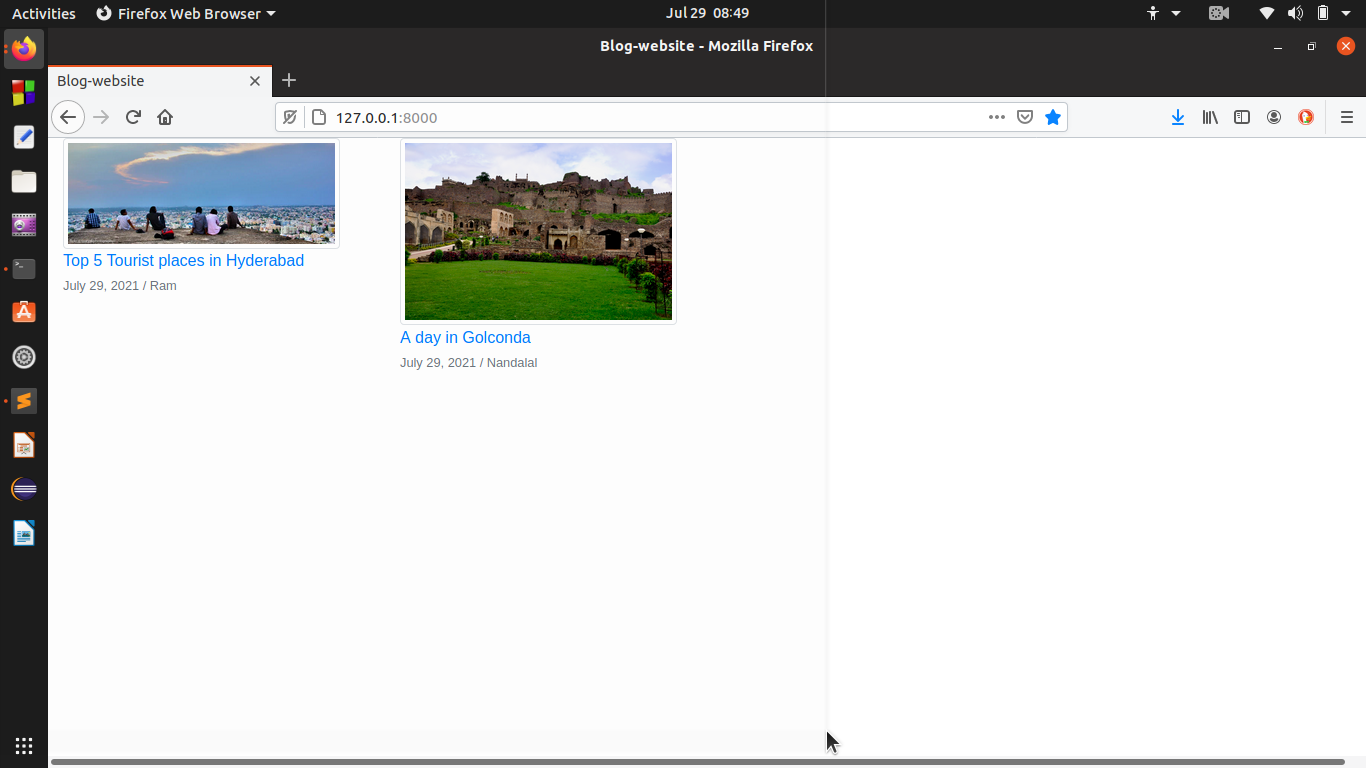 Activities Firefox Web Browser Jul 29 08:49
Blog-website - Mozilla Firefox
Blog-website
127.0.0.1:8000
Top 5 Tourist places in Hyderabad
July 29, 2021 / Ram
A day in Golconda
July 29, 2021 / Nandalal